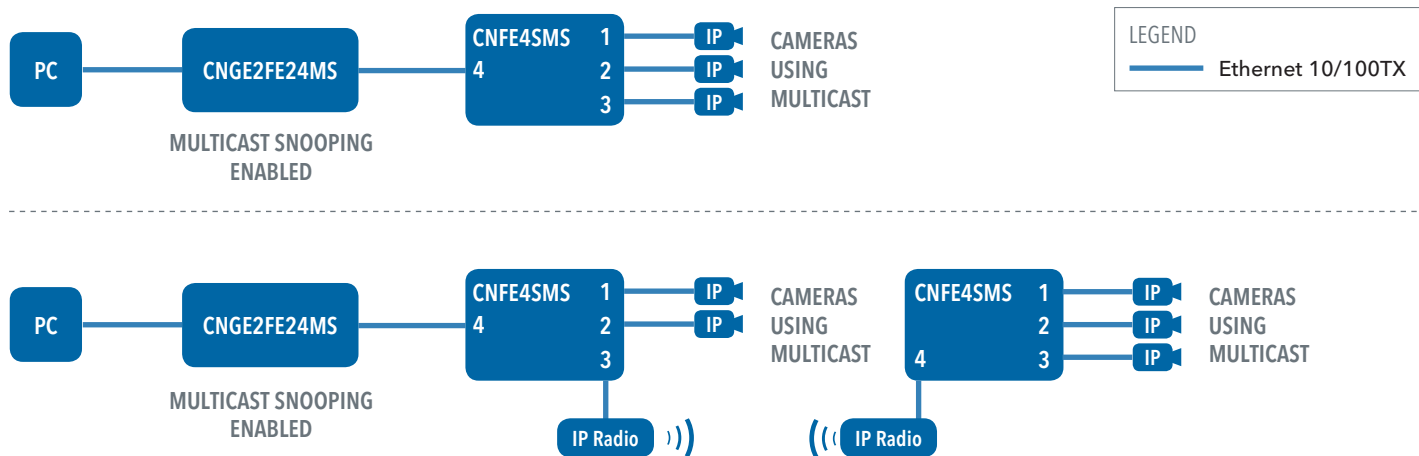 PC
CNGE2FE24MS
MULTICAST SNOOPING
ENABLED
CNFE4SMS
4
1
2
3
IP
IP
IP
CAMERAS
USING
MULTICAST
LEGEND
Ethernet 10/100TX
PC
CNGE2FE24MS
MULTICAST SNOOPING
ENABLED
CNFE4SMS
4
1
2
3
IP
IP
CAMERAS
USING
MULTICAST
IP Radio
IP Radio
CNFE4SMS
4
1
2
3
IP
IP
IP
CAMERAS
USING
MULTICAST